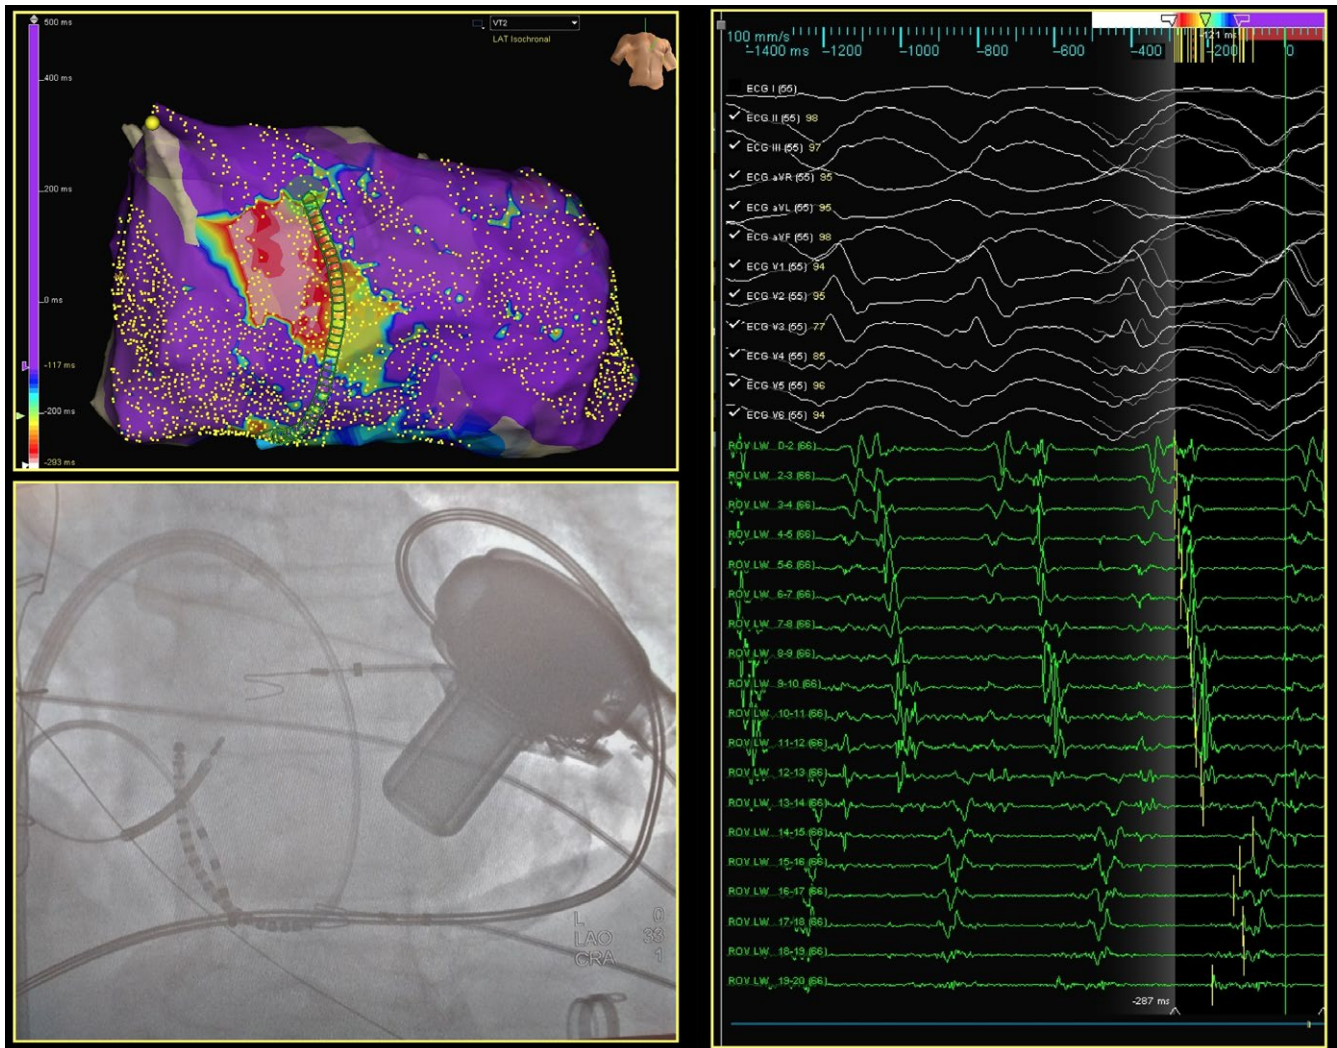 500 ms
400 ms
200 ms
0 ms
-117 ms
-200 ms
-293 ms
VT2
LAT Isochronal
L 0
LAO 33
CRA 1
100 mm/s
-121 ms
-1400 ms -1200 -1000 -800 -600 -400 -200 0
ECG I (55)
ECG II (55) 98
ECG III (55) 97
ECG aVR (55) 95
ECG aVL (55) 95
ECG aVF (55) 98
ECG V1 (55) 94
ECG V2 (55) 95
ECG V3 (55) 77
ECG V4 (55) 85
ECG V5 (55) 96
ECG V6 (55) 94
ROV LW D-2 (66)
ROV LW 2-3 (66)
ROV LW 3-4 (66)
ROV LW 4-5 (66)
ROV LW 5-6 (66)
ROV LW 6-7 (66)
ROV LW 7-8 (66)
ROV LW 8-9 (66)
ROV LW 9-10 (66)
ROV LW 10-11 (66)
ROV LW 11-12 (66)
ROV LW 12-13 (66)
ROV LW 13-14 (66)
ROV LW 14-15 (66)
ROV LW 15-16 (66)
ROV LW 16-17 (66)
ROV LW 17-18 (66)
ROV LW 18-19 (66)
ROV LW 19-20 (66)
-287 ms